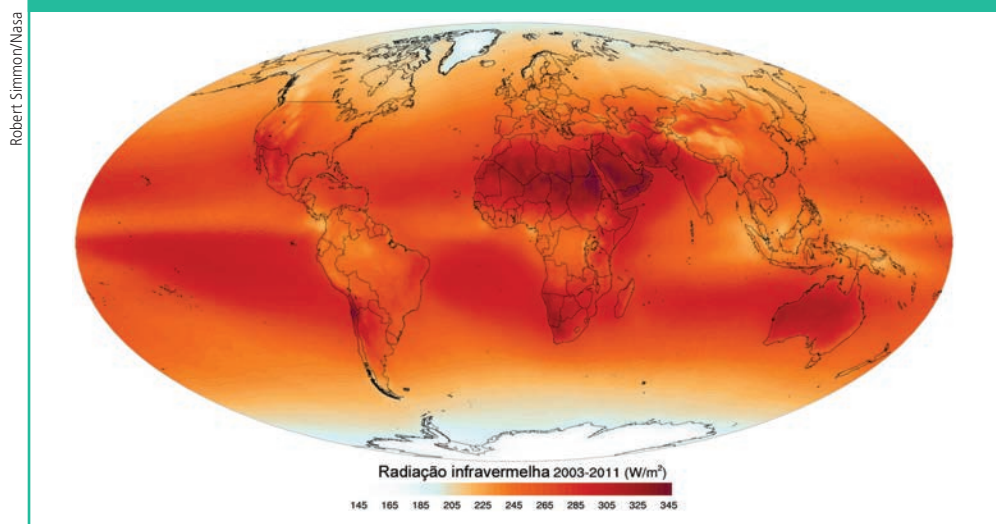 Robert Simmon/Nasa
Radiação infravermelha 2003-2011 (W/m²)
145 165 185 205 225 245 265 285 305 325 345